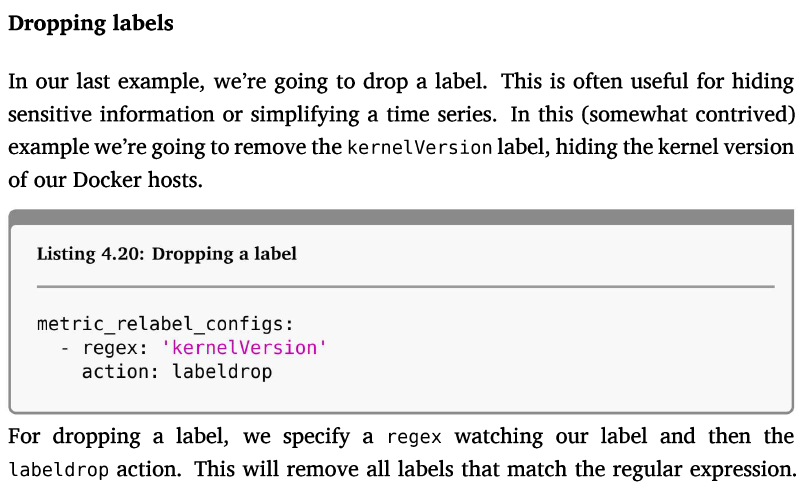 Dropping labels
In our last example, we're going to drop a label. This is often useful for hiding
sensitive information or simplifying a time series. In this (somewhat contrived)
example we're going to remove the kernelVersion label, hiding the kernel version
of our Docker hosts.
Listing 4.20: Dropping a label
metric_relabel_configs:
  - regex: 'kernelVersion'
    action: labeldrop
For dropping a label, we specify a regex watching our label and then the
labeldrop action. This will remove all labels that match the regular expression.